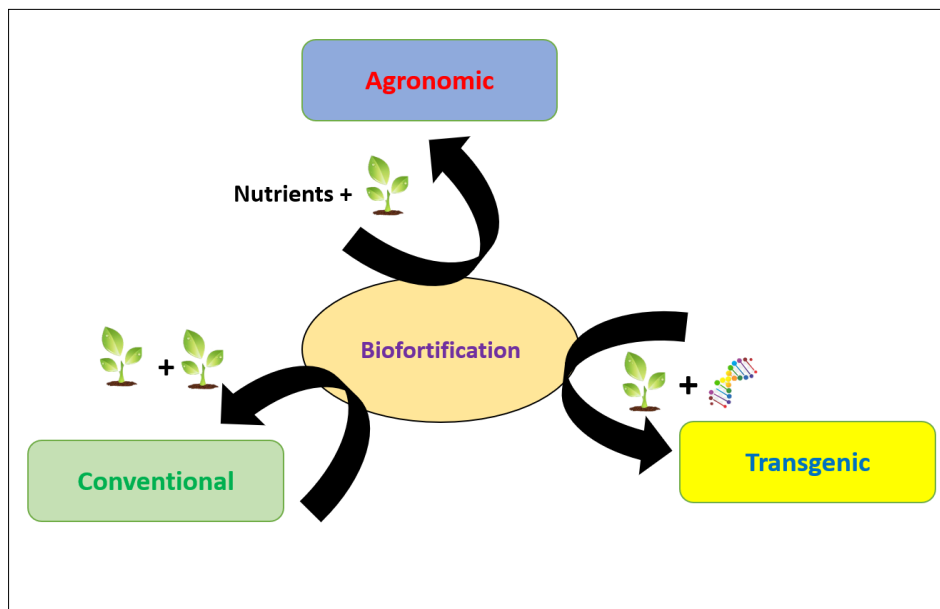 Agronomic
Nutrients +
Biofortification
+
+
Conventional
Transgenic